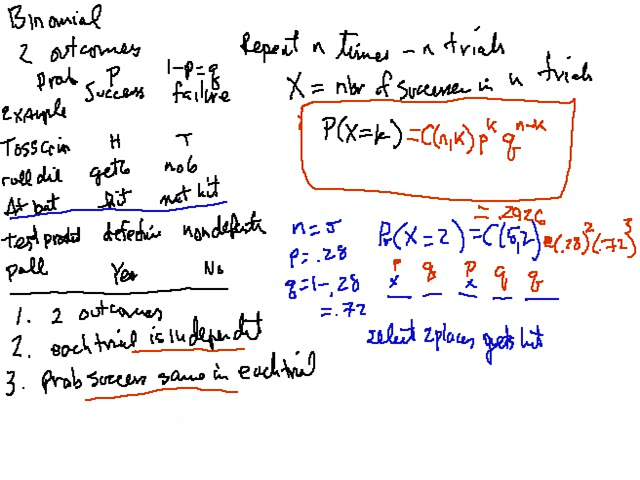 Binomial
2 outcomes
Prob P 1-p=q
Success failure
Example
Toss coin H T
roll die get 6 no 6
At bat hit not hit
test product defective nondefective
poll Yes No
1. 2 outcomes
2. each trial is independent
3. Prob success same in each trial
Repeat n times - n trials
X = nbr of successes in n trials
P(X=k) = C(n,k) p^k q^{n-k}
= .2926
n=5 Pr(X=2) = C(5,2) (.28)^2 (.72)^3
p=.28
q=1-.28
=.72
p q p q q
x x
select 2 places gets hit